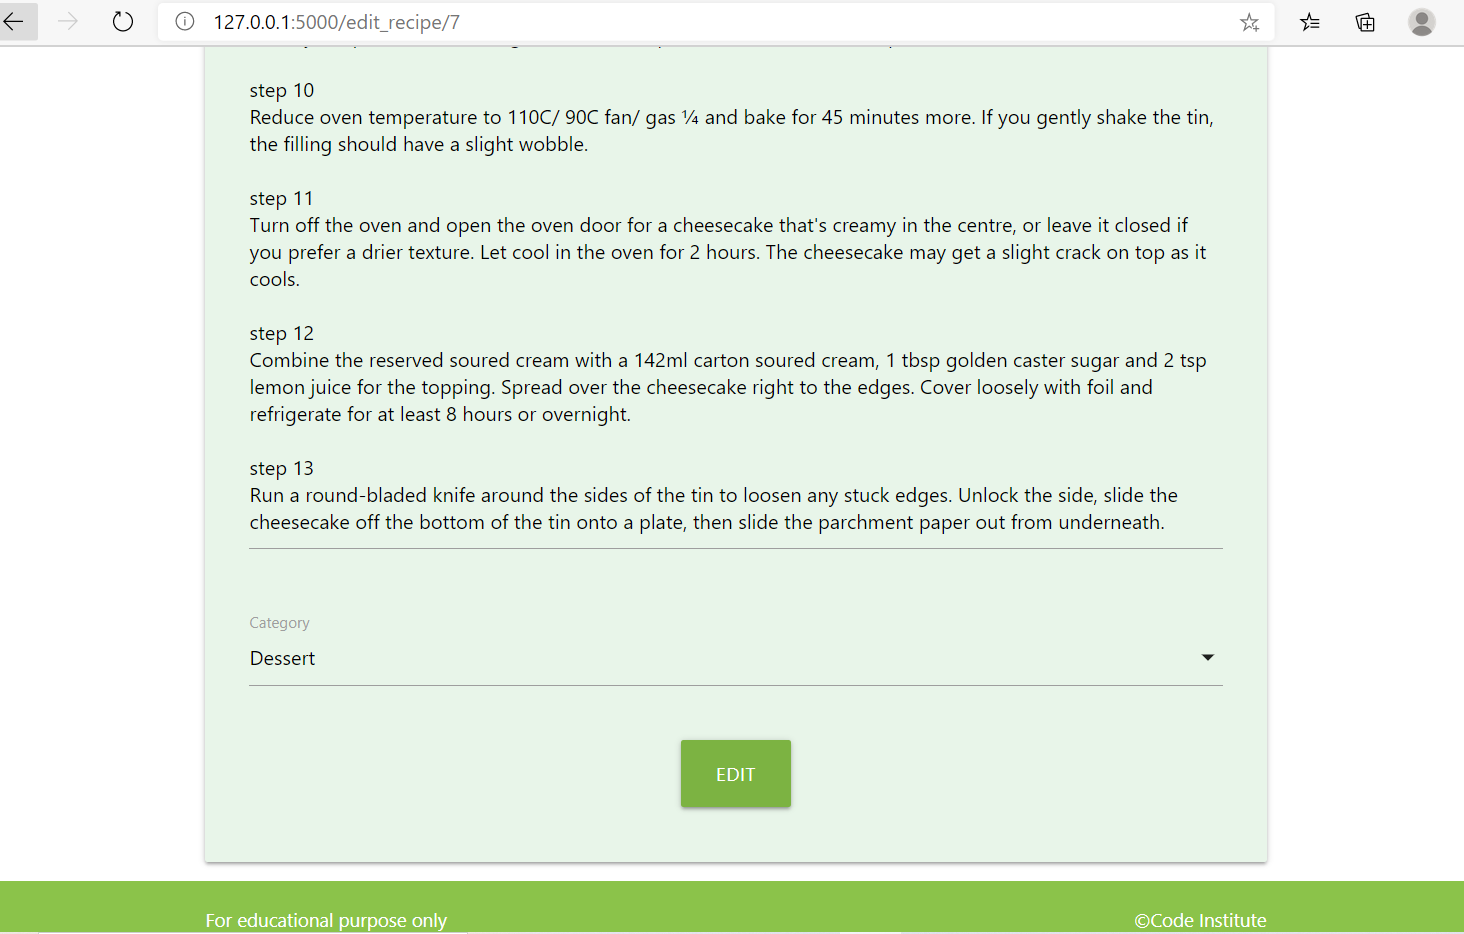 127.0.0.1:5000/edit_recipe/7
step 10
Reduce oven temperature to 110C/ 90C fan/ gas ¼ and bake for 45 minutes more. If you gently shake the tin,
the filling should have a slight wobble.
step 11
Turn off the oven and open the oven door for a cheesecake that's creamy in the centre, or leave it closed if
you prefer a drier texture. Let cool in the oven for 2 hours. The cheesecake may get a slight crack on top as it
cools.
step 12
Combine the reserved soured cream with a 142ml carton soured cream, 1 tbsp golden caster sugar and 2 tsp
lemon juice for the topping. Spread over the cheesecake right to the edges. Cover loosely with foil and
refrigerate for at least 8 hours or overnight.
step 13
Run a round-bladed knife around the sides of the tin to loosen any stuck edges. Unlock the side, slide the
cheesecake off the bottom of the tin onto a plate, then slide the parchment paper out from underneath.
Category
Dessert
EDIT
For educational purpose only
©Code Institute